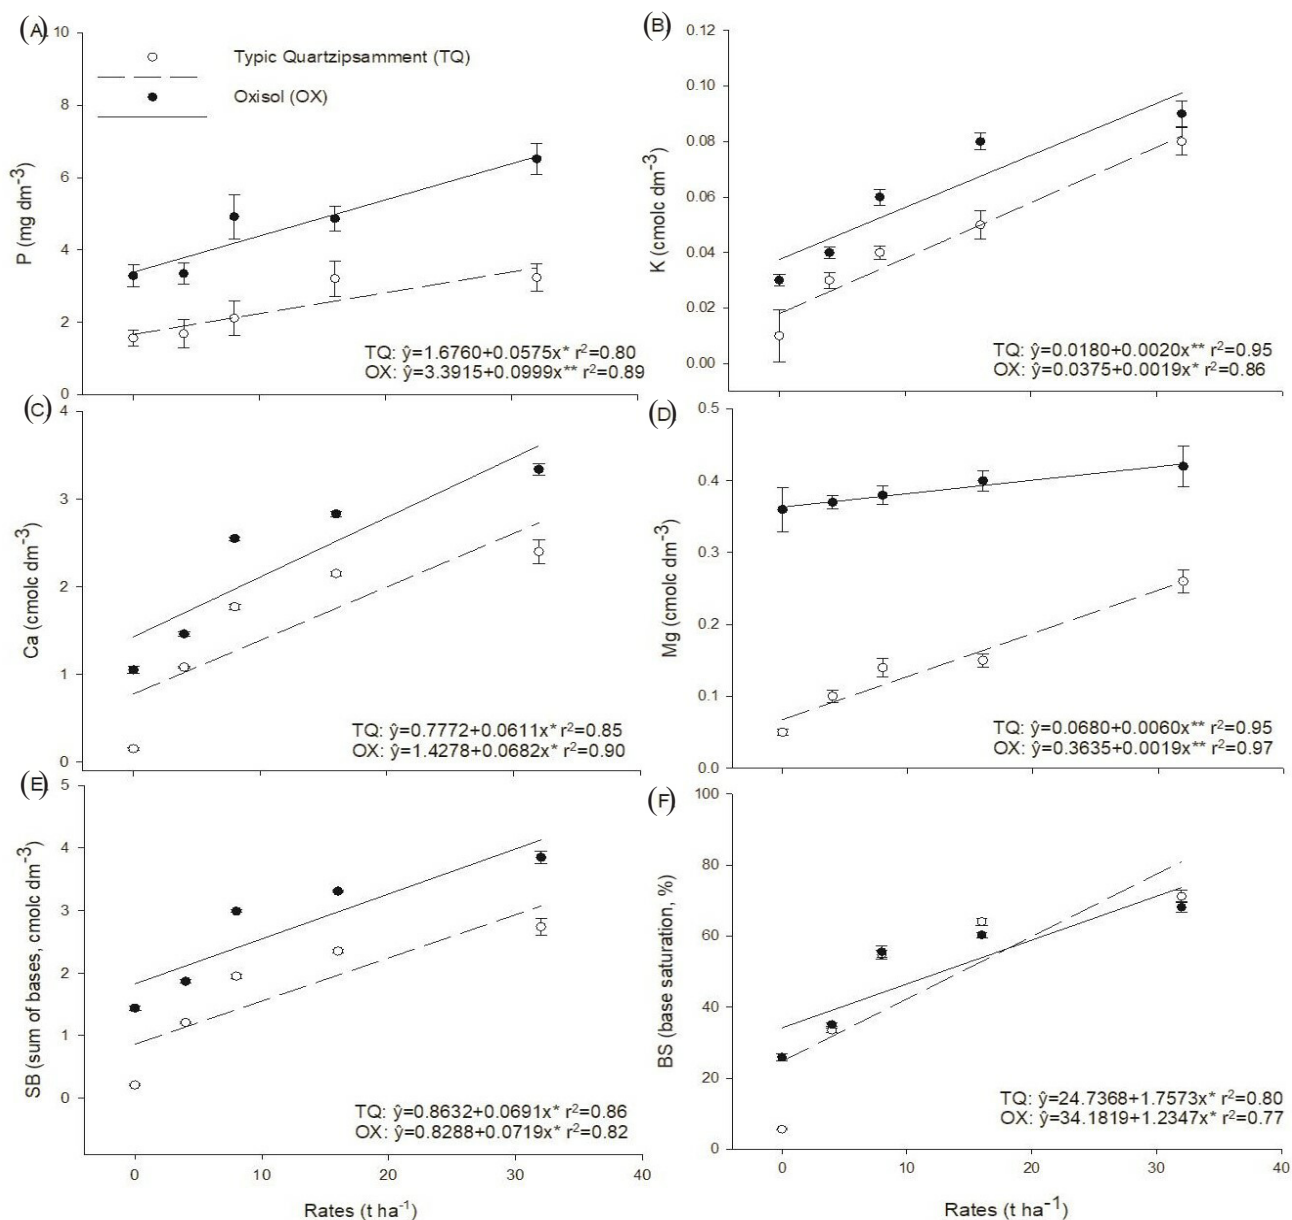 (A)
10
8
6
4
2
0
P (mg dm⁻³)
Typic Quartzipsamment (TQ)
Oxisol (OX)
TQ: ŷ=1.6760+0.0575x* r²=0.80
OX: ŷ=3.3915+0.0999x** r²=0.89
(B)
0.12
0.10
0.08
0.06
0.04
0.02
0.00
K (cmolc dm⁻³)
TQ: ŷ=0.0180+0.0020x** r²=0.95
OX: ŷ=0.0375+0.0019x* r²=0.86
(C)
4
3
2
1
0
Ca (cmolc dm⁻³)
TQ: ŷ=0.7772+0.0611x* r²=0.85
OX: ŷ=1.4278+0.0682x* r²=0.90
(D)
0.5
0.4
0.3
0.2
0.1
0.0
Mg (cmolc dm⁻³)
TQ: ŷ=0.0680+0.0060x** r²=0.95
OX: ŷ=0.3635+0.0019x** r²=0.97
(E)
5
4
3
2
1
0
SB (sum of bases, cmolc dm⁻³)
TQ: ŷ=0.8632+0.0691x* r²=0.86
OX: ŷ=0.8288+0.0719x* r²=0.82
0 10 20 30 40
Rates (t ha⁻¹)
(F)
100
80
60
40
20
0
BS (base saturation, %)
TQ: ŷ=24.7368+1.7573x* r²=0.80
OX: ŷ=34.1819+1.2347x* r²=0.77
0 10 20 30 40
Rates (t ha⁻¹)